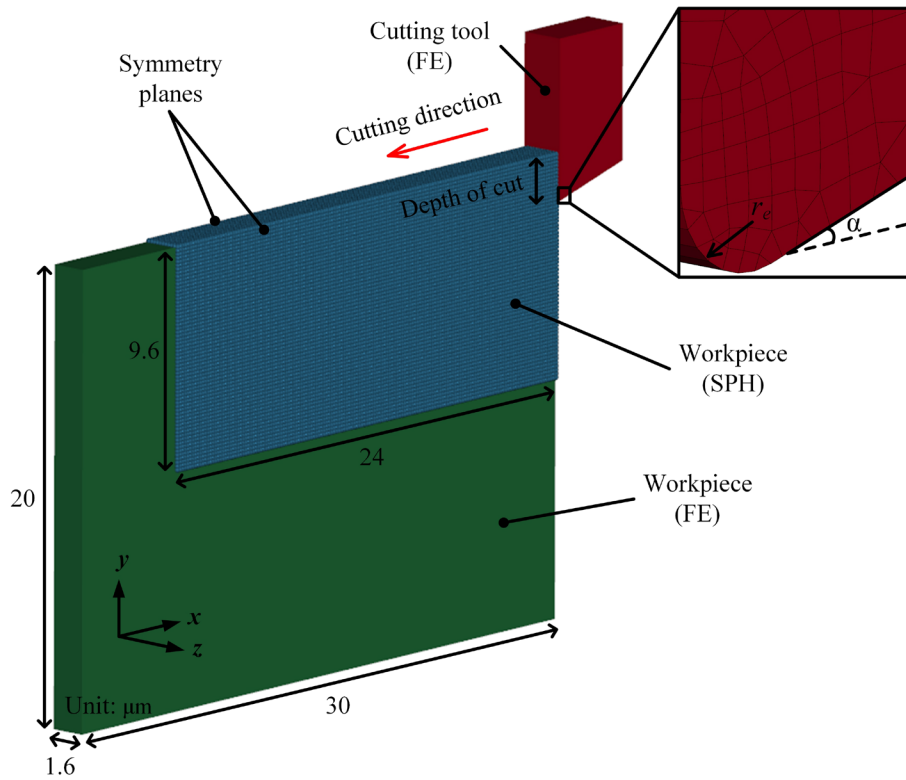 Cutting tool
(FE)
Symmetry
planes
Cutting direction
Depth of cut
r_e
α
9.6
Workpiece
(SPH)
24
20
Workpiece
(FE)
y
x
z
Unit: μm
30
1.6